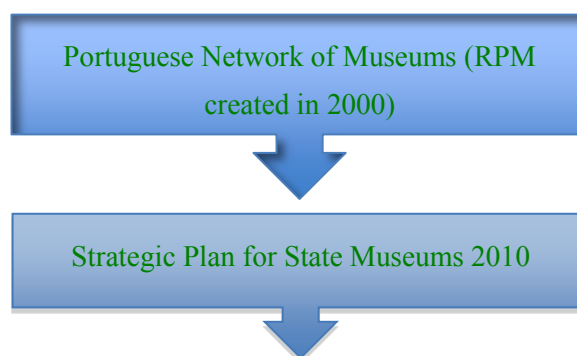 Portuguese Network of Museums (RPM
created in 2000)
Strategic Plan for State Museums 2010